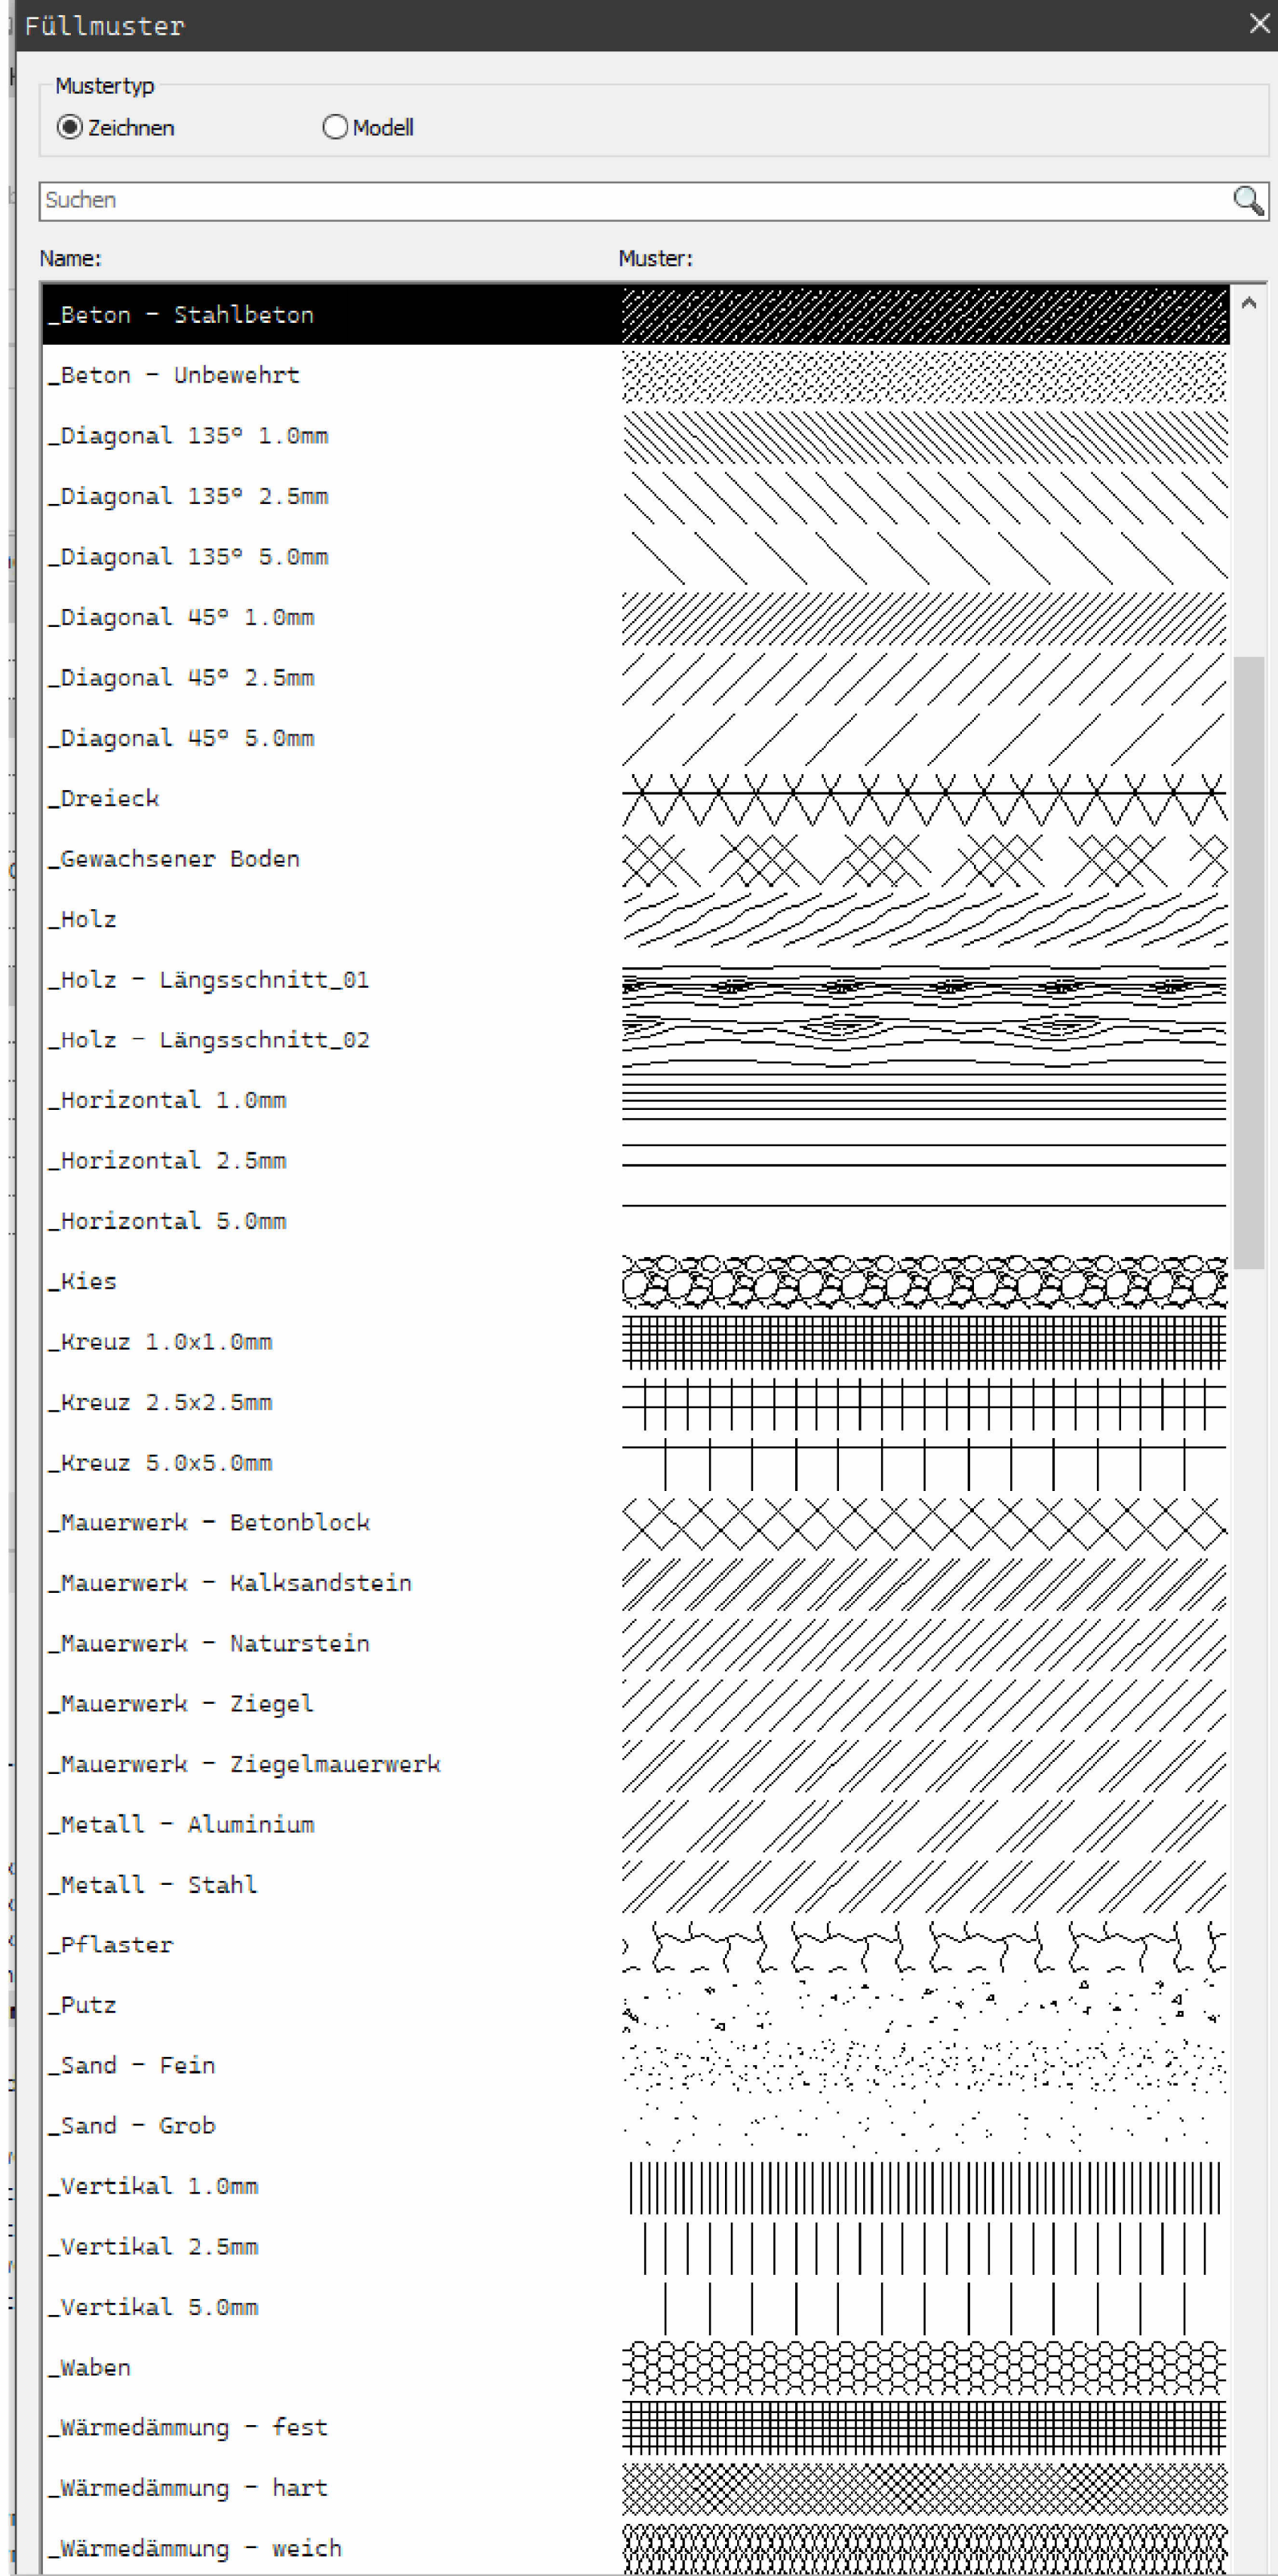 Füllmuster
Mustertyp
Zeichnen Modell
Suchen
Name: Muster:
_Beton - Stahlbeton
_Beton - Unbewehrt
_Diagonal 135° 1.0mm
_Diagonal 135° 2.5mm
_Diagonal 135° 5.0mm
_Diagonal 45° 1.0mm
_Diagonal 45° 2.5mm
_Diagonal 45° 5.0mm
_Dreieck
_Gewachsener Boden
_Holz
_Holz - Längsschnitt_01
_Holz - Längsschnitt_02
_Horizontal 1.0mm
_Horizontal 2.5mm
_Horizontal 5.0mm
_Kies
_Kreuz 1.0x1.0mm
_Kreuz 2.5x2.5mm
_Kreuz 5.0x5.0mm
_Mauerwerk - Betonblock
_Mauerwerk - Kalksandstein
_Mauerwerk - Naturstein
_Mauerwerk - Ziegel
_Mauerwerk - Ziegelmauerwerk
_Metall - Aluminium
_Metall - Stahl
_Pflaster
_Putz
_Sand - Fein
_Sand - Grob
_Vertikal 1.0mm
_Vertikal 2.5mm
_Vertikal 5.0mm
_Waben
_Wärmedämmung - fest
_Wärmedämmung - hart
_Wärmedämmung - weich